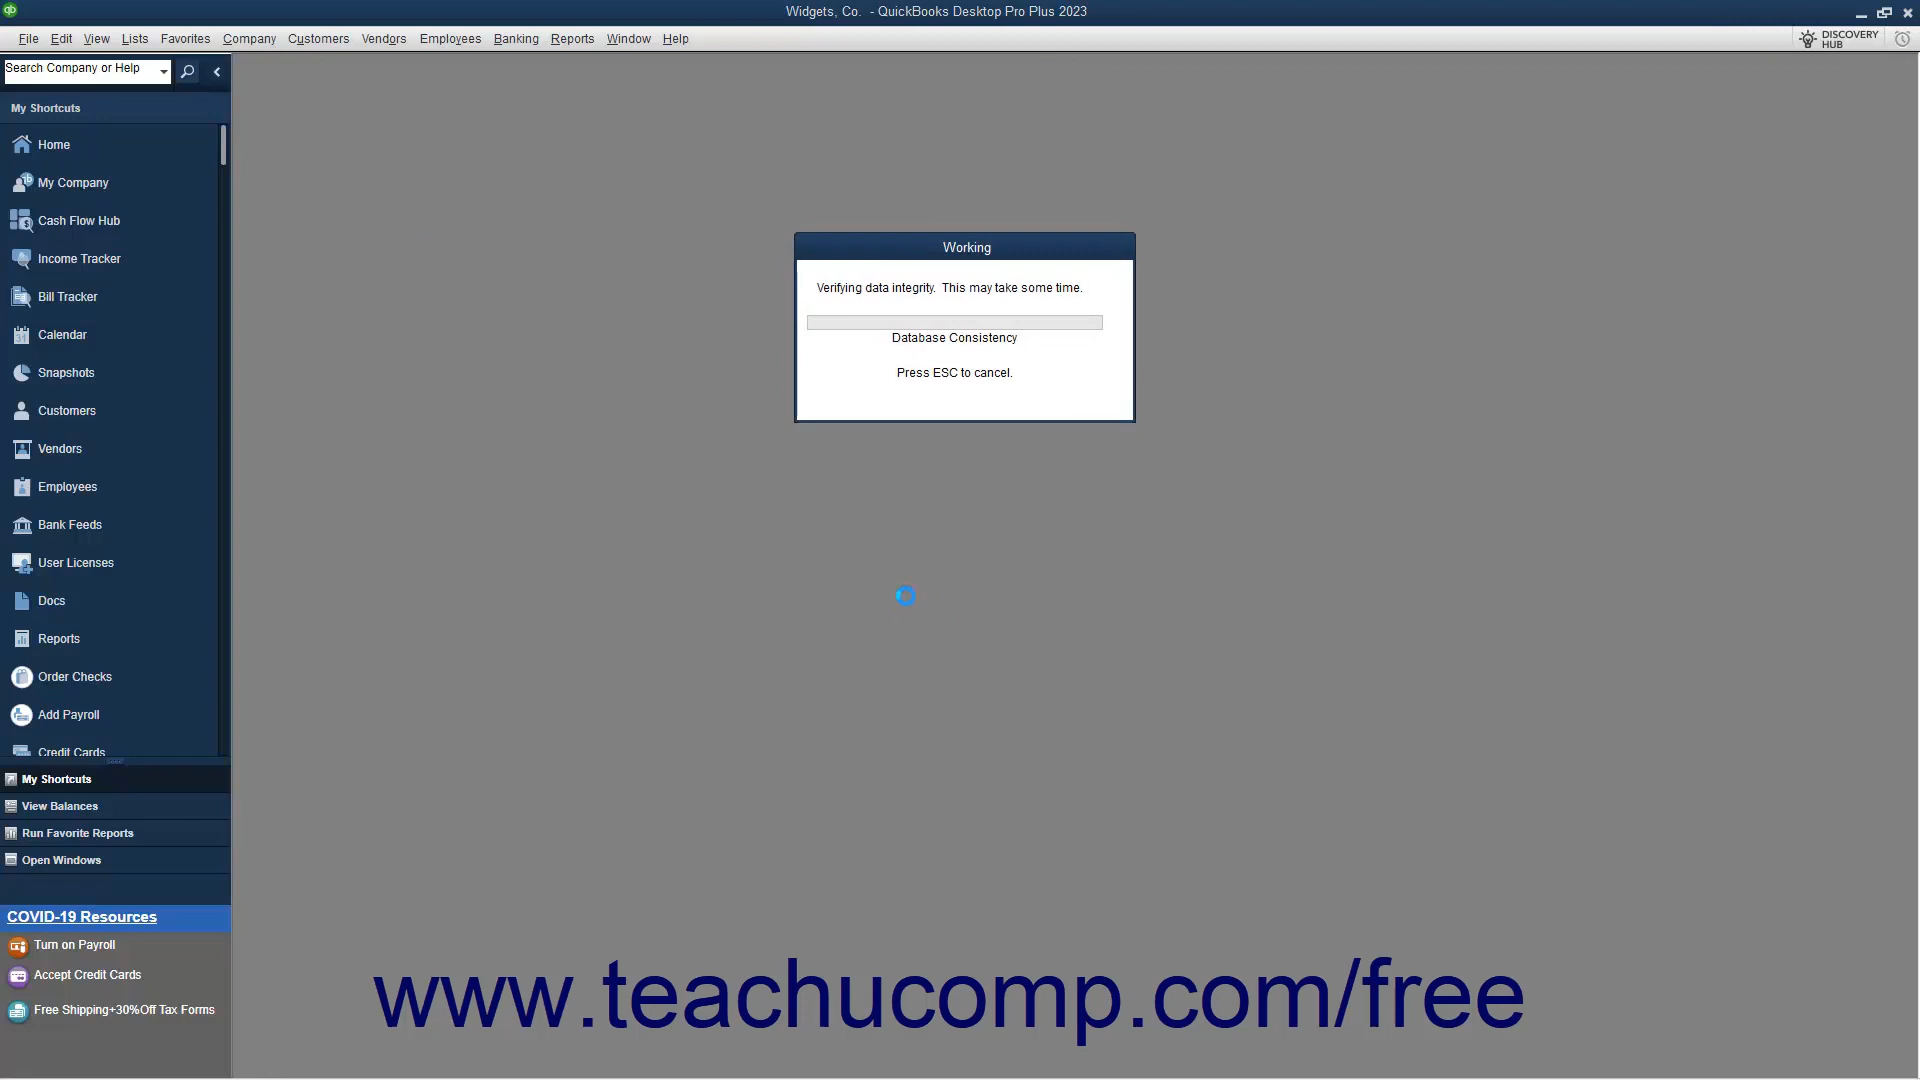 Widgets, Co.  - QuickBooks Desktop Pro Plus 2023
File Edit View Lists Favorites Company Customers Vendors Employees Banking Reports Window Help
DISCOVERY
HUB
Search Company or Help
My Shortcuts
Home
My Company
Cash Flow Hub
Income Tracker
Bill Tracker
Calendar
Snapshots
Customers
Vendors
Employees
Bank Feeds
User Licenses
Docs
Reports
Order Checks
Add Payroll
Credit Cards
My Shortcuts
View Balances
Run Favorite Reports
Open Windows
COVID-19 Resources
Turn on Payroll
Accept Credit Cards
Free Shipping+30%Off Tax Forms
Working
Verifying data integrity.  This may take some time.
Database Consistency
Press ESC to cancel.
www.teachucomp.com/free